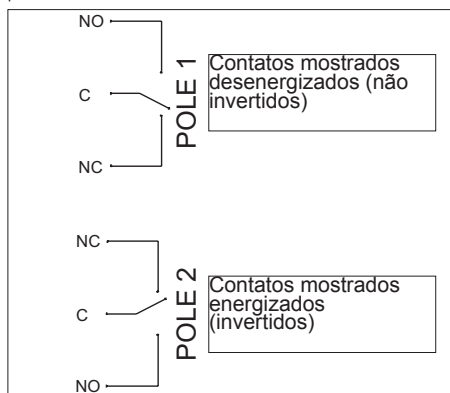 NO
C
NC
POLE 1
Contatos mostrados
desenergizados (não
invertidos)
NC
C
NO
POLE 2
Contatos mostrados
energizados
(invertidos)